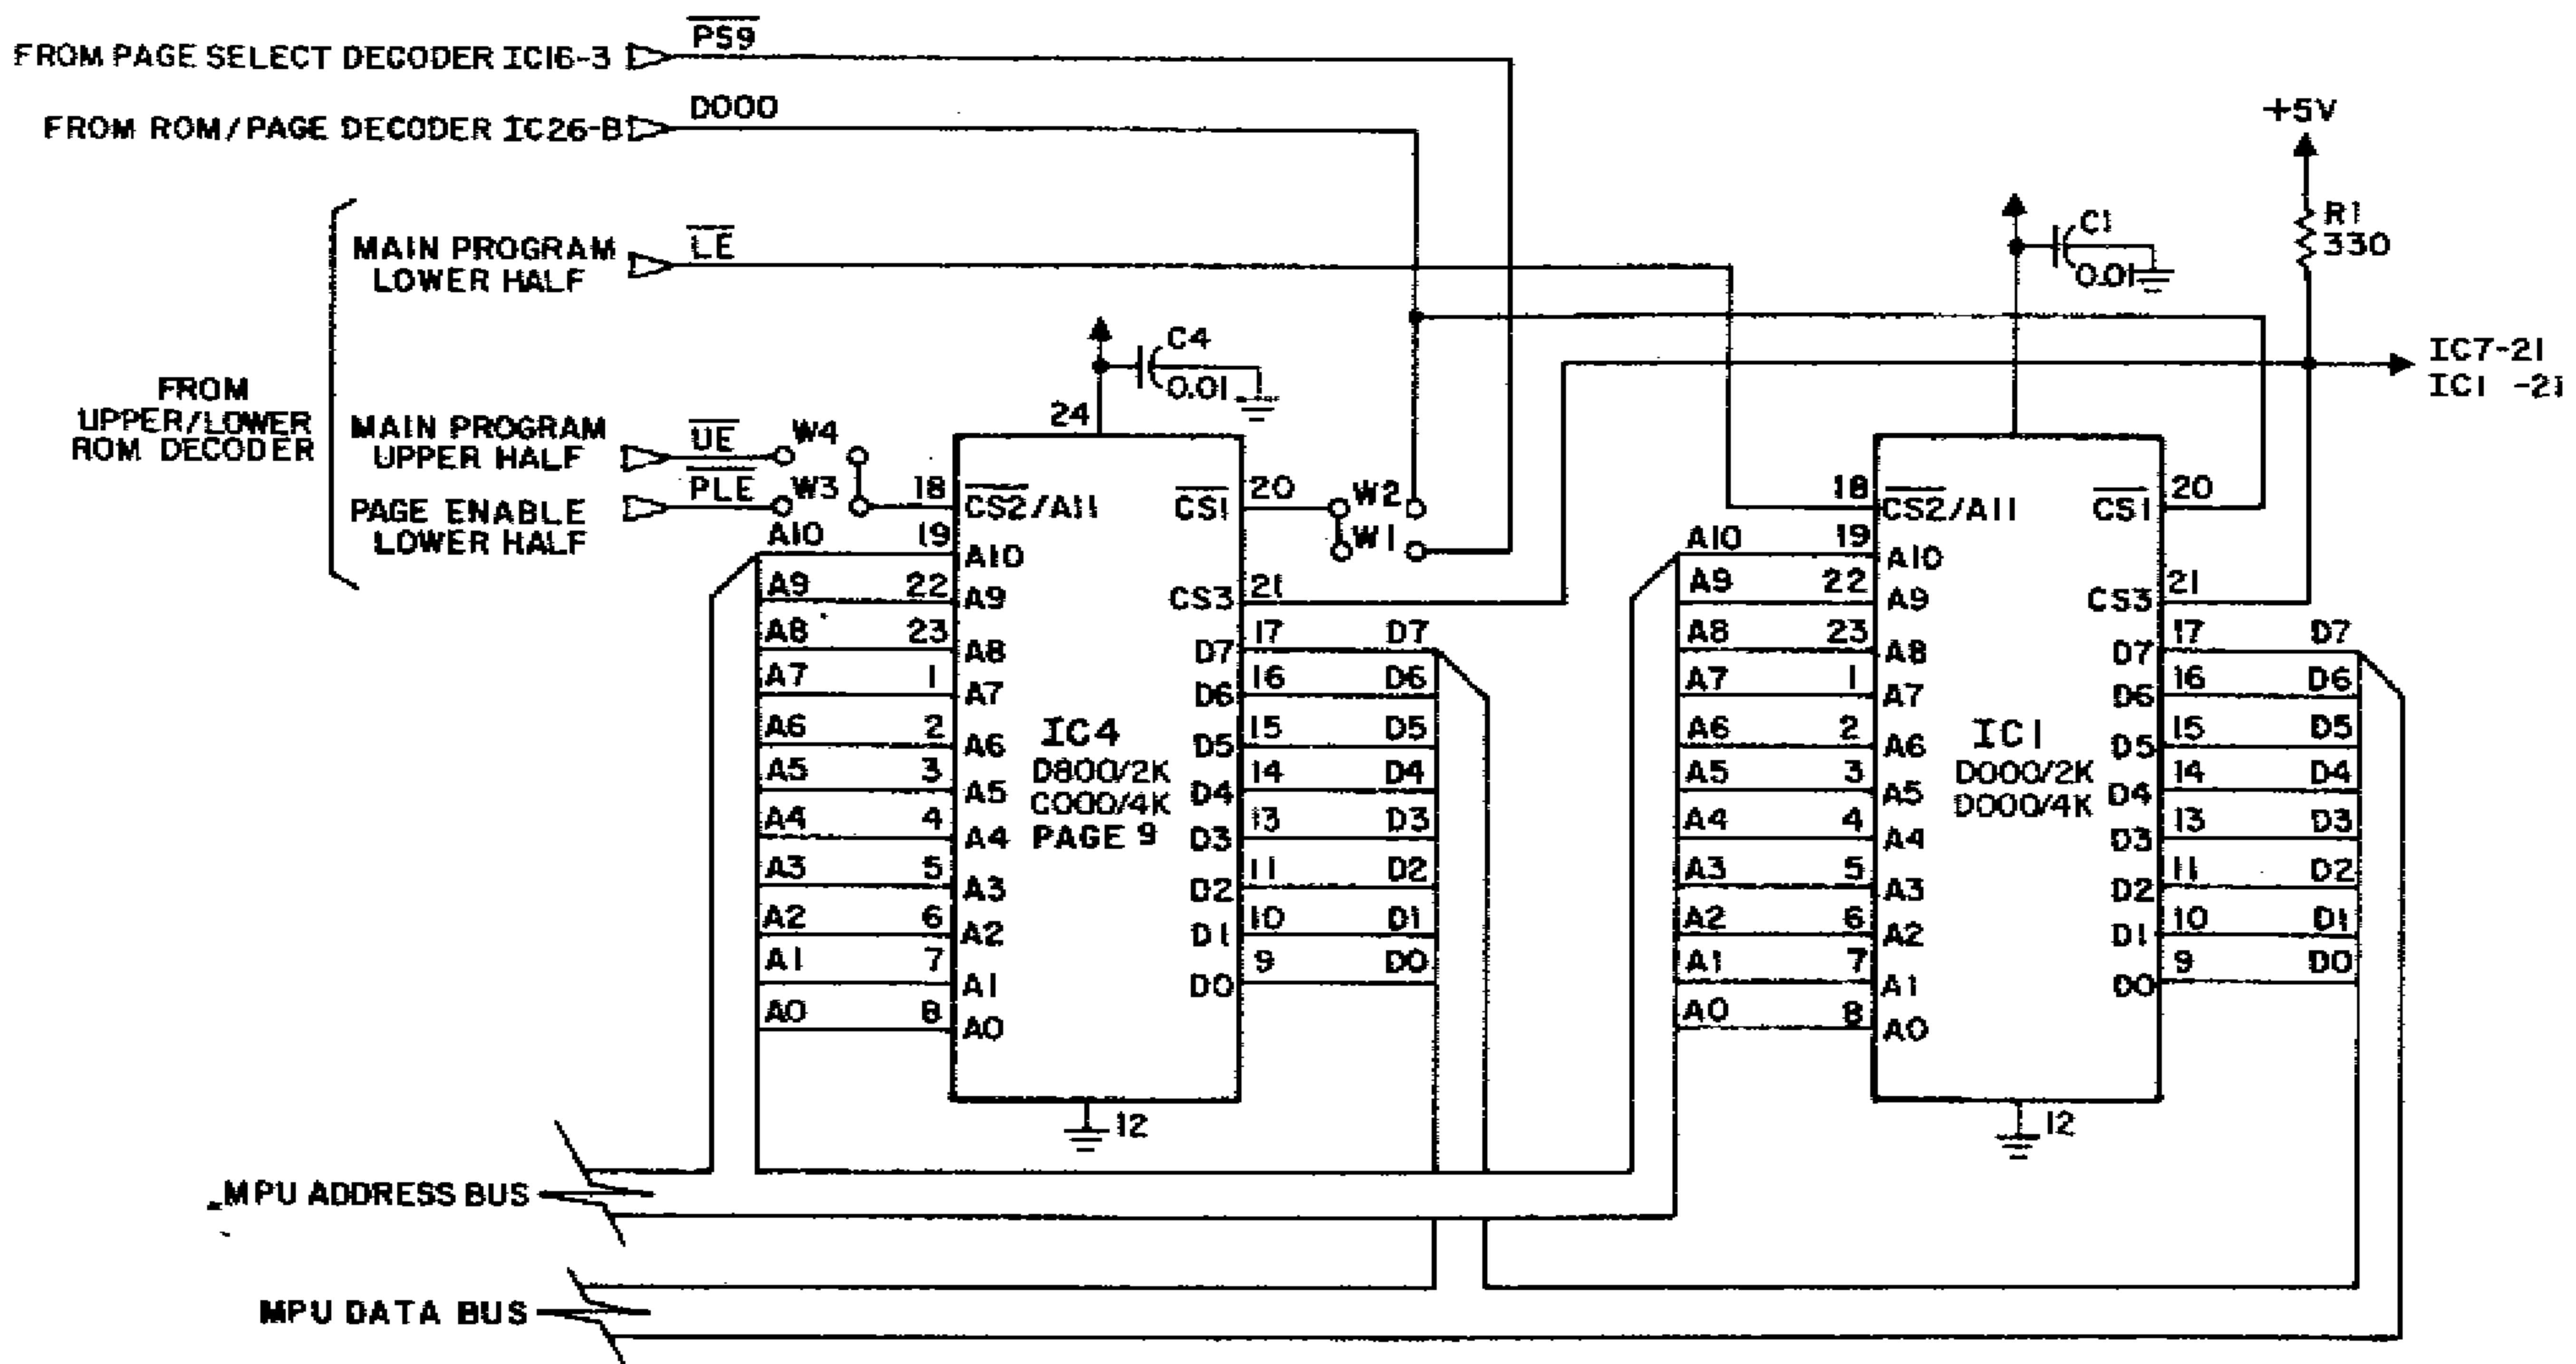 PS9
FROM PAGE SELECT DECODER IC16-3
D000
FROM ROM/PAGE DECODER IC26-B
MAIN PROGRAM
LOWER HALF
LE
FROM
UPPER/LOWER
ROM DECODER
MAIN PROGRAM
UPPER HALF
UE
W4
PAGE ENABLE
LOWER HALF
PLE
W3
C4
0.01
24
18
CS2/A11
A10 19 A10
A9 22 A9
A8 23 A8
A7 1 A7
A6 2 A6
A5 3 A5
A4 4 A4
A3 5 A3
A2 6 A2
A1 7 A1
A0 8 A0
IC4
D800/2K
C000/4K
PAGE 9
CS1 20
W2
W1
CS3 21
D7 17 D7
D6 16 D6
D5 15 D5
D4 14 D4
D3 13 D3
D2 11 D2
D1 10 D1
D0 9 D0
12
+5V
R1
330
C1
0.01
IC7-21
IC1 -21
18
CS2/A11
A10 19 A10
A9 22 A9
A8 23 A8
A7 1 A7
A6 2 A6
A5 3 A5
A4 4 A4
A3 5 A3
A2 6 A2
A1 7 A1
A0 8 A0
IC1
D000/2K
D000/4K
CS1 20
CS3 21
D7 17 D7
D6 16 D6
D5 15 D5
D4 14 D4
D3 13 D3
D2 11 D2
D1 10 D1
D0 9 D0
12
MPU ADDRESS BUS
MPU DATA BUS